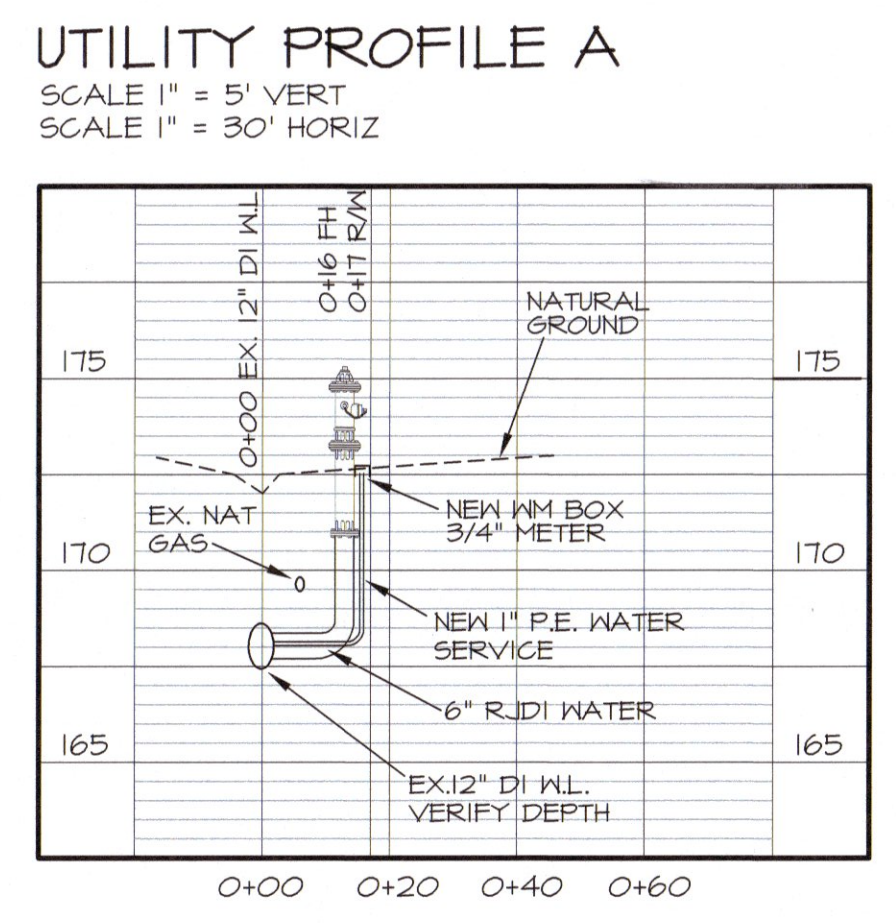 UTILITY PROFILE A
SCALE 1" = 5' VERT
SCALE 1" = 30' HORIZ
0+00 EX. 12" DI W.L
0+16 FH
0+17 R/W
NATURAL
GROUND
175
175
EX. NAT
GAS
NEW WM BOX
3/4" METER
170
170
NEW 1" P.E. WATER
SERVICE
6" RJDI WATER
165
165
EX.12" DI W.L.
VERIFY DEPTH
0+00
0+20
0+40
0+60